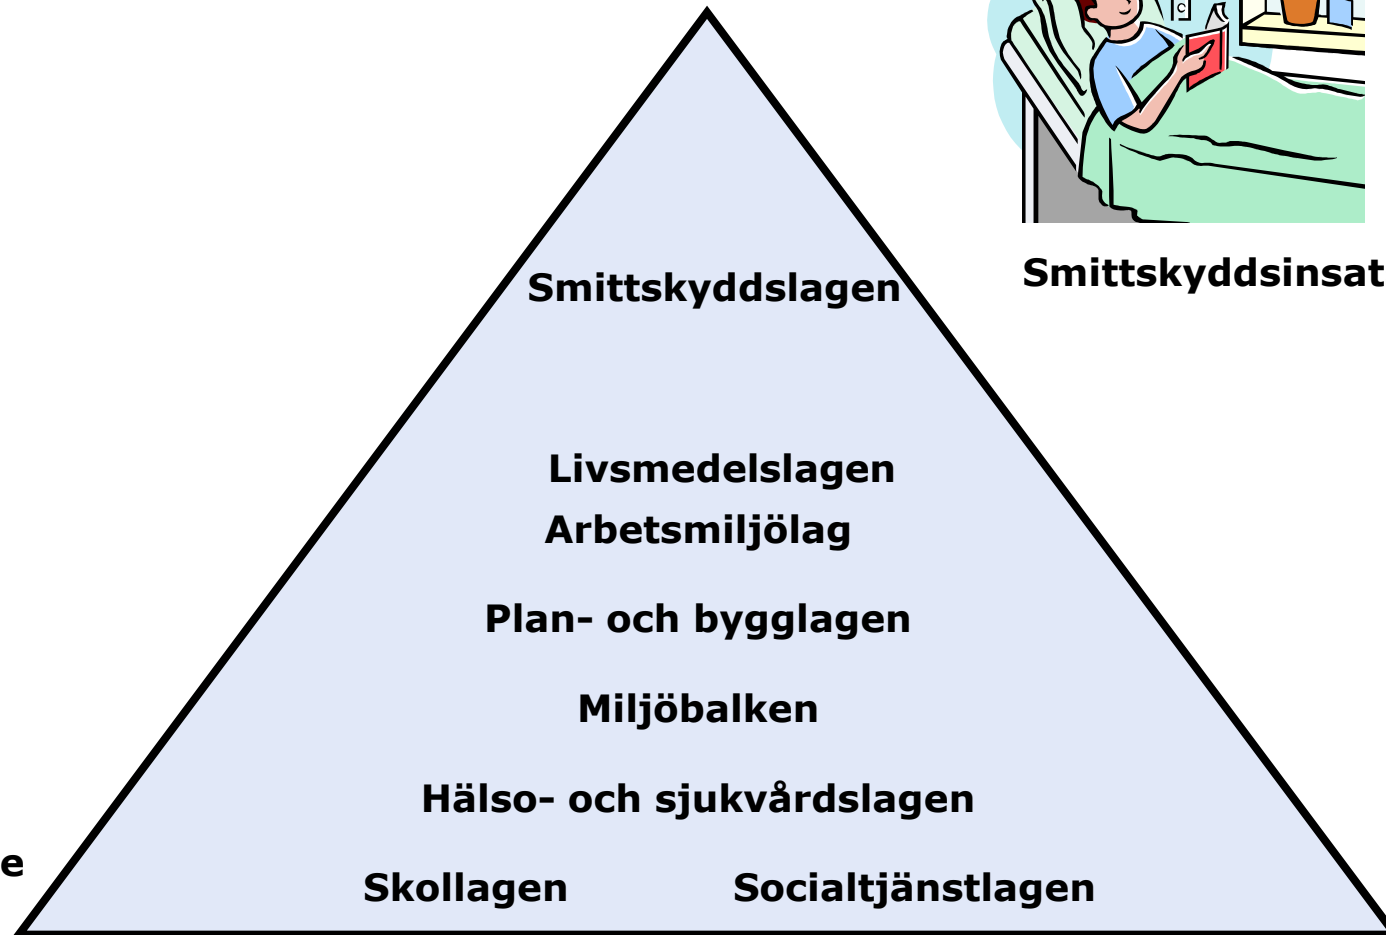 C
Smittskyddsinsat
Smittskyddslagen
Livsmedelslagen
Arbetsmiljölag
Plan- och bygglagen
Miljöbalken
Hälso- och sjukvårdslagen
e
Skollagen Socialtjänstlagen